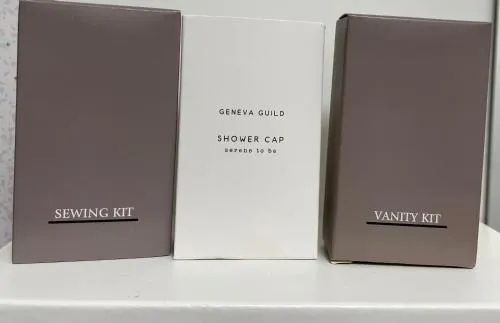 SEWING KIT
GENEVA GUILD
SHOWER CAP
serene to be
VANITY KIT